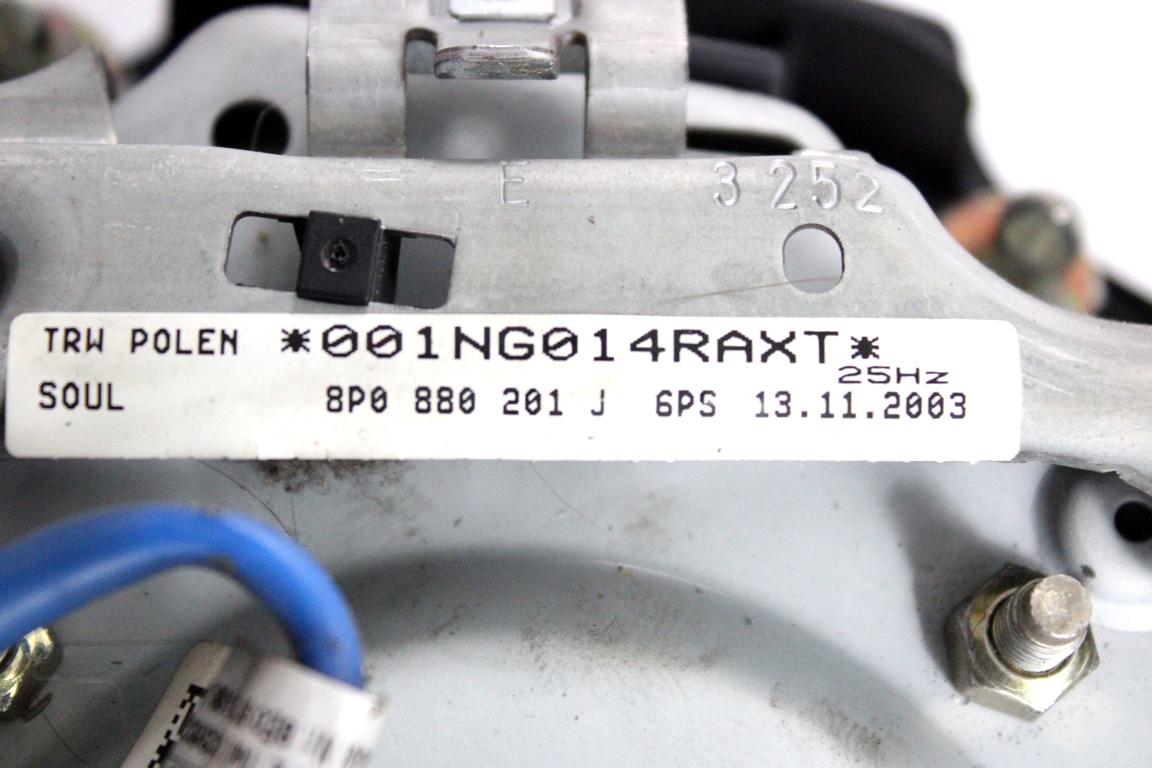 E 3252
TRW POLEN *001NG014RAXT*
25Hz
SOUL 8P0 880 201 J 6PS 13.11.2003